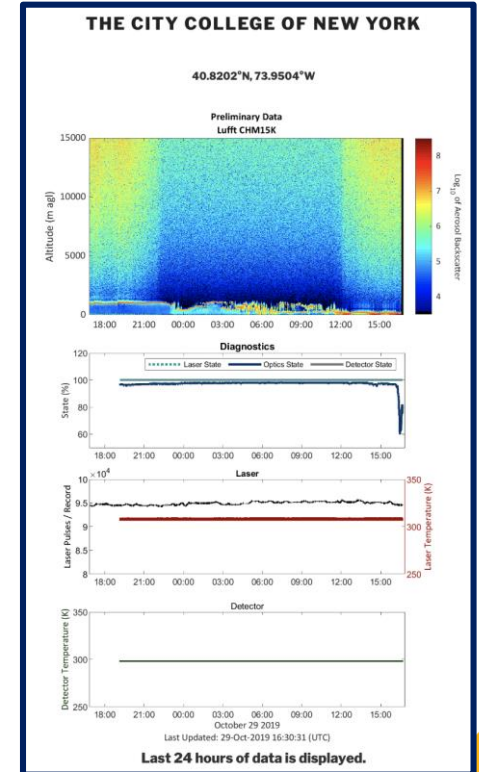 THE CITY COLLEGE OF NEW YORK
40.8202°N, 73.9504°W
Preliminary Data
Lufft CHM15K
15000
10000
5000
0
Altitude (m agl)
8
7
6
5
4
Log10 of Aerosol Backscatter
18:00 21:00 00:00 03:00 06:00 09:00 12:00 15:00
Diagnostics
Laser State Optics State Detector State
120
100
80
60
State (%)
18:00 21:00 00:00 03:00 06:00 09:00 12:00 15:00
Laser
× 10^4
10
9.5
9
8.5
8
Laser Pulses / Record
350
300
250
Laser Temperature (K)
18:00 21:00 00:00 03:00 06:00 09:00 12:00 15:00
Detector
350
300
250
Detector Temperature (K)
18:00 21:00 00:00 03:00 06:00 09:00 12:00 15:00
October 29 2019
Last Updated: 29-Oct-2019 16:30:31 (UTC)
Last 24 hours of data is displayed.